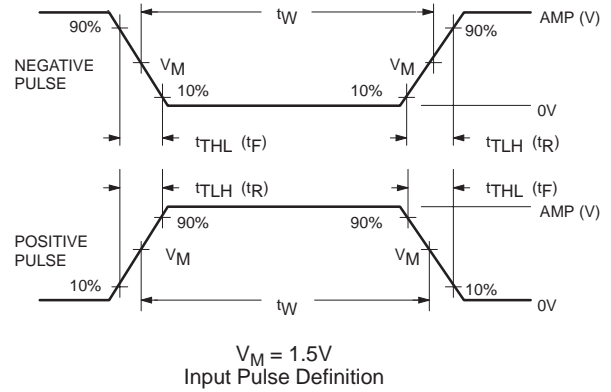 90% tW 90% AMP (V)
NEGATIVE PULSE
VM VM
10% 10%
0V
tTHL (tF) tTLH (tR)
tTLH (tR) tTHL (tF)
AMP (V)
90% 90%
POSITIVE PULSE
VM VM
10% 10%
tW 0V
VM = 1.5V
Input Pulse Definition